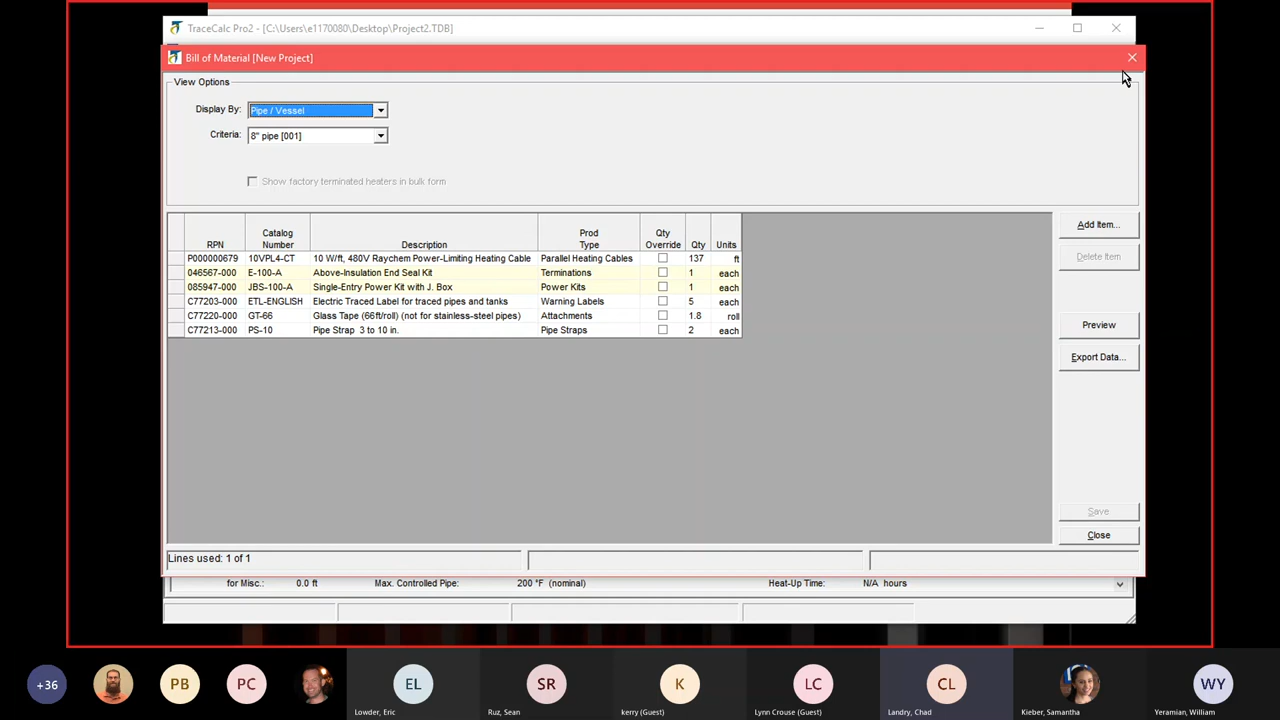 TraceCalc Pro2 - [C:\Users\e1170080\Desktop\Project2.TDB]
Bill of Material [New Project]
View Options
Display By: Pipe / Vessel
Criteria: 8" pipe [001]
Show factory terminated heaters in bulk form
RPN Catalog Number Description Prod Type Qty Override Qty Units
P000000679 10VPL4-CT 10 W/ft, 480V Raychem Power-Limiting Heating Cable Parallel Heating Cables 137 ft
046567-000 E-100-A Above-Insulation End Seal Kit Terminations 1 each
085947-000 JBS-100-A Single-Entry Power Kit with J. Box Power Kits 1 each
C77203-000 ETL-ENGLISH Electric Traced Label for traced pipes and tanks Warning Labels 5 each
C77220-000 GT-66 Glass Tape (66ft/roll) (not for stainless-steel pipes) Attachments 1.8 roll
C77213-000 PS-10 Pipe Strap 3 to 10 in. Pipe Straps 2 each
Add Item...
Delete Item
Preview
Export Data...
Save
Close
Lines used: 1 of 1
for Misc.: 0.0 ft Max. Controlled Pipe: 200 °F (nominal) Heat-Up Time: N/A hours
+36 PB PC EL SR K LC CL WY
Lowder, Eric Ruz, Sean kerry (Guest) Lynn Crouse (Guest) Landry, Chad Kieber, Samantha Yeramian, William